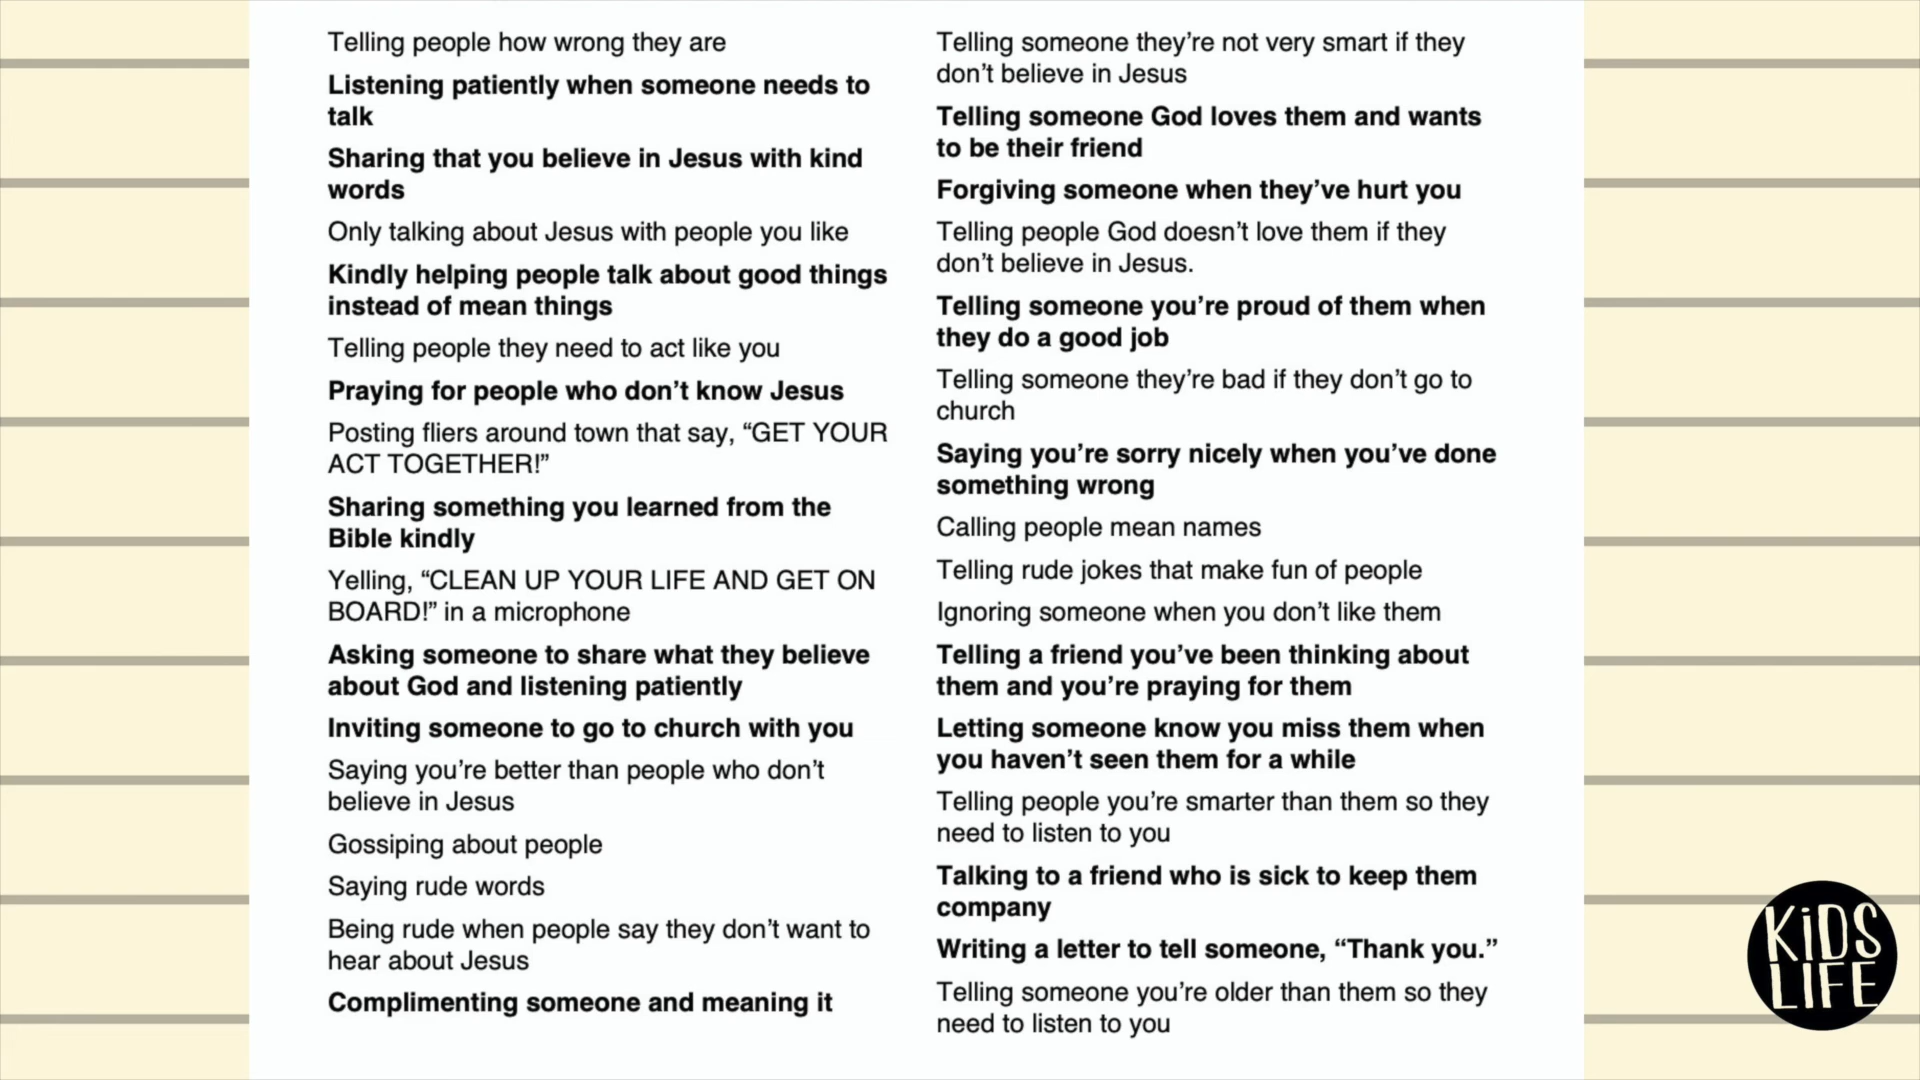 Telling people how wrong they are
Listening patiently when someone needs to
talk
Sharing that you believe in Jesus with kind
words
Only talking about Jesus with people you like
Kindly helping people talk about good things
instead of mean things
Telling people they need to act like you
Praying for people who don’t know Jesus
Posting fliers around town that say, “GET YOUR
ACT TOGETHER!”
Sharing something you learned from the
Bible kindly
Yelling, “CLEAN UP YOUR LIFE AND GET ON
BOARD!” in a microphone
Asking someone to share what they believe
about God and listening patiently
Inviting someone to go to church with you
Saying you’re better than people who don’t
believe in Jesus
Gossiping about people
Saying rude words
Being rude when people say they don’t want to
hear about Jesus
Complimenting someone and meaning it
Telling someone they’re not very smart if they
don’t believe in Jesus
Telling someone God loves them and wants
to be their friend
Forgiving someone when they’ve hurt you
Telling people God doesn’t love them if they
don’t believe in Jesus.
Telling someone you’re proud of them when
they do a good job
Telling someone they’re bad if they don’t go to
church
Saying you’re sorry nicely when you’ve done
something wrong
Calling people mean names
Telling rude jokes that make fun of people
Ignoring someone when you don’t like them
Telling a friend you’ve been thinking about
them and you’re praying for them
Letting someone know you miss them when
you haven’t seen them for a while
Telling people you’re smarter than them so they
need to listen to you
Talking to a friend who is sick to keep them
company
Writing a letter to tell someone, “Thank you.”
Telling someone you’re older than them so they
need to listen to you
KiDS
LIFE